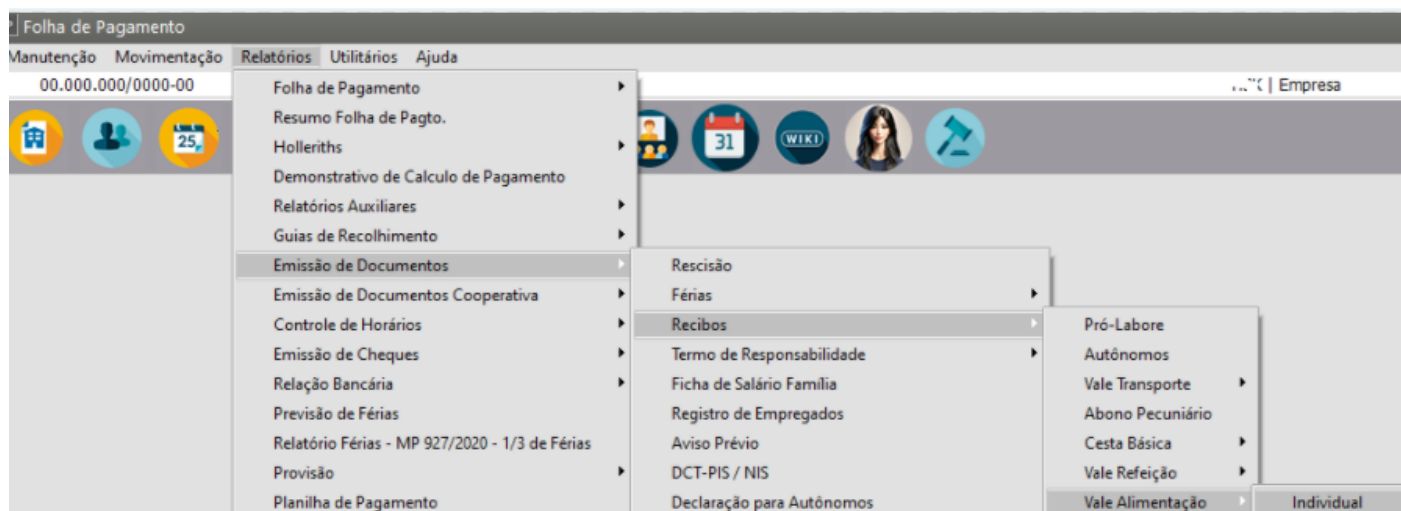 Folha de Pagamento
Manutenção Movimentação Relatórios Utilitários Ajuda
00.000.000/0000-00
| Empresa
25
31
WIKI
Folha de Pagamento
Resumo Folha de Pagto.
Holleriths
Demonstrativo de Calculo de Pagamento
Relatórios Auxiliares
Guias de Recolhimento
Emissão de Documentos
Emissão de Documentos Cooperativa
Controle de Horários
Emissão de Cheques
Relação Bancária
Previsão de Férias
Relatório Férias - MP 927/2020 - 1/3 de Férias
Provisão
Planilha de Pagamento
Rescisão
Férias
Recibos
Termo de Responsabilidade
Ficha de Salário Família
Registro de Empregados
Aviso Prévio
DCT-PIS / NIS
Declaração para Autônomos
Pró-Labore
Autônomos
Vale Transporte
Abono Pecuniário
Cesta Básica
Vale Refeição
Vale Alimentação
Individual